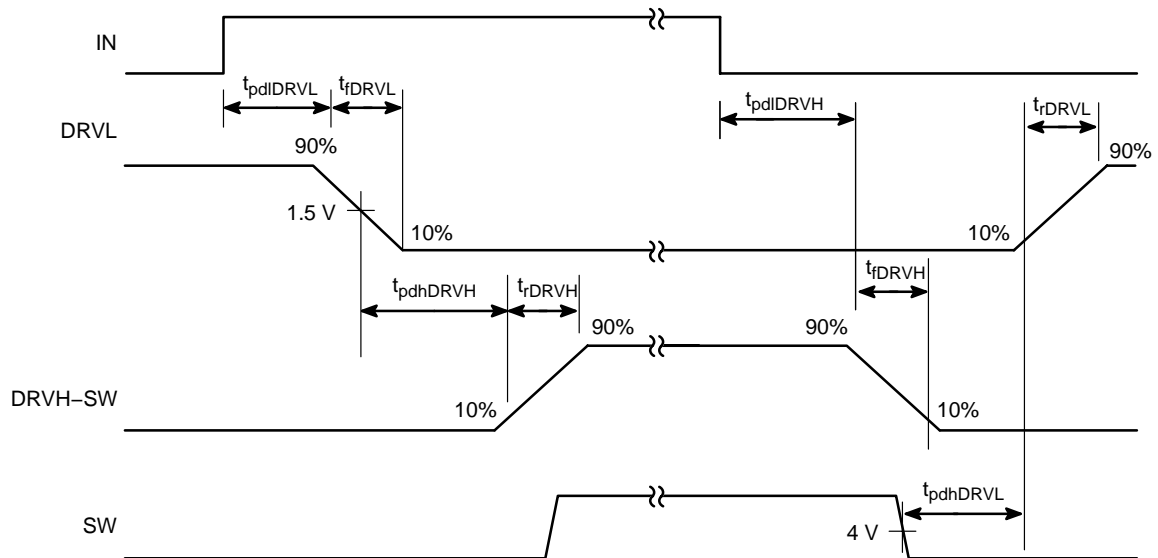 IN
tpdlDRVL
tfDRVL
tpdlDRVH
trDRVL
DRVL
90%
90%
1.5 V
10%
10%
tpdhDRVH
trDRVH
tfDRVH
90%
90%
DRVH–SW
10%
10%
SW
4 V
tpdhDRVL